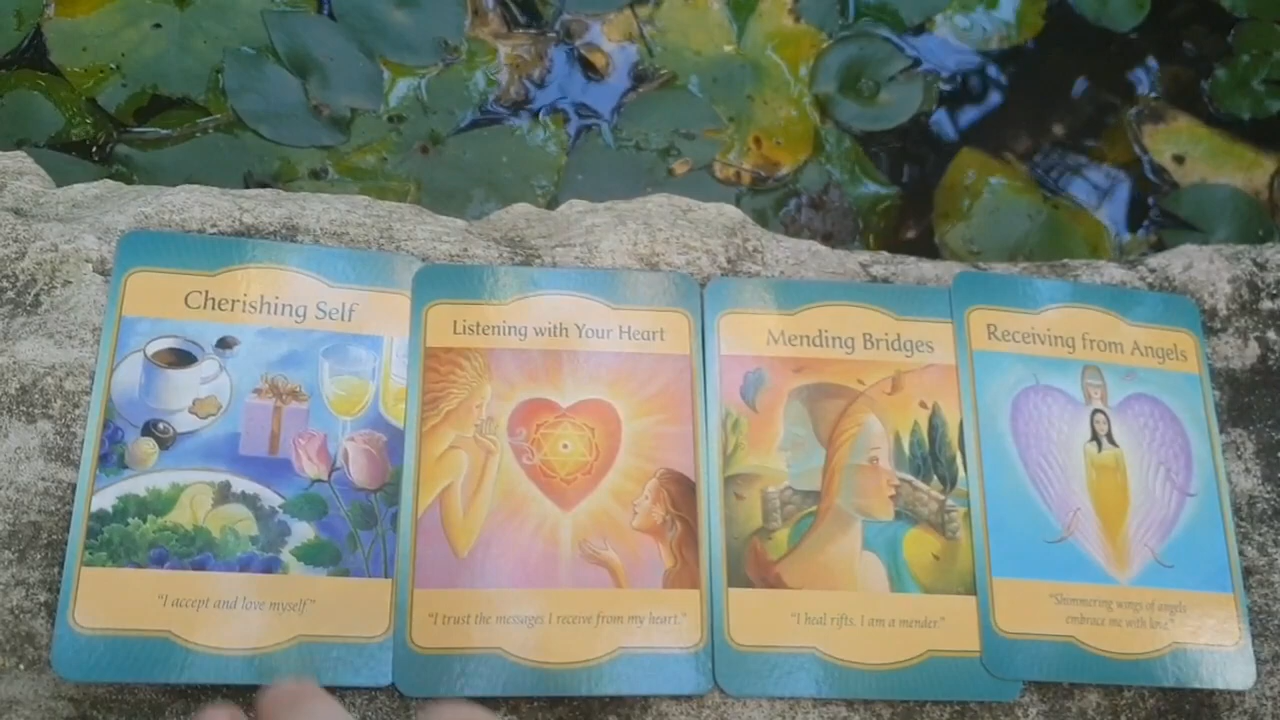 Cherishing Self
"I accept and love myself"
Listening with Your Heart
"I trust the messages I receive from my heart."
Mending Bridges
"I heal rifts. I am a mender."
Receiving from Angels
"Shimmering wings of angels
embrace me with love."